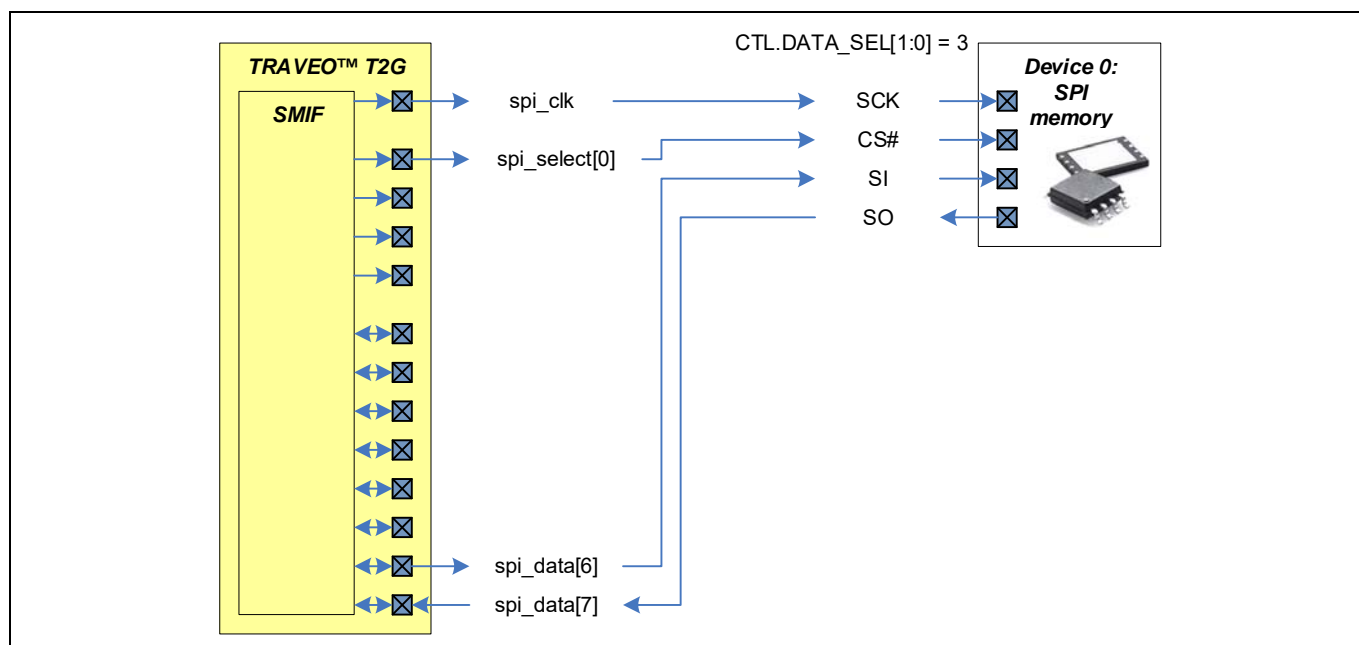 CTL.DATA_SEL[1:0] = 3
TRAVEO™ T2G
SMIF
spi_clk
spi_select[0]
spi_data[6]
spi_data[7]
SCK
CS#
SI
SO
Device 0:
SPI
memory